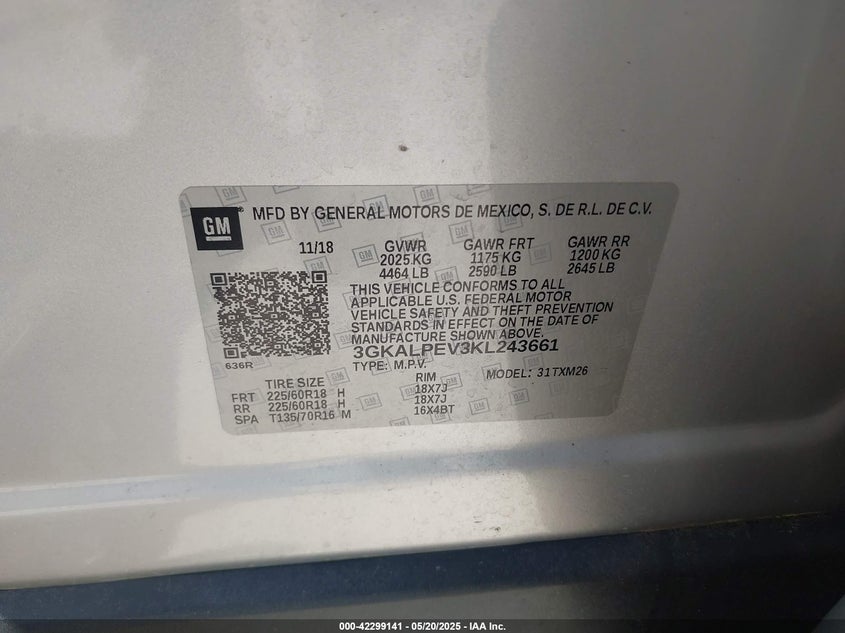 GM ® MFD BY GENERAL MOTORS DE MEXICO, S. DE R.L. DE C.V.
11/18 GVWR GAWR FRT GAWR RR
2025 KG 1175 KG 1200 KG
4464 LB 2590 LB 2645 LB
THIS VEHICLE CONFORMS TO ALL
APPLICABLE U.S. FEDERAL MOTOR
VEHICLE SAFETY AND THEFT PREVENTION
STANDARDS IN EFFECT ON THE DATE OF
MANUFACTURE SHOWN ABOVE.
3GKALPEV3KL243661
636R
TYPE: M.P.V. MODEL: 31TXM26
TIRE SIZE RIM
FRT 225/60R18 H 18X7J
RR 225/60R18 H 18X7J
SPA T135/70R16 M 16X4BT
000-42299141 - 05/20/2025 - IAA Inc.